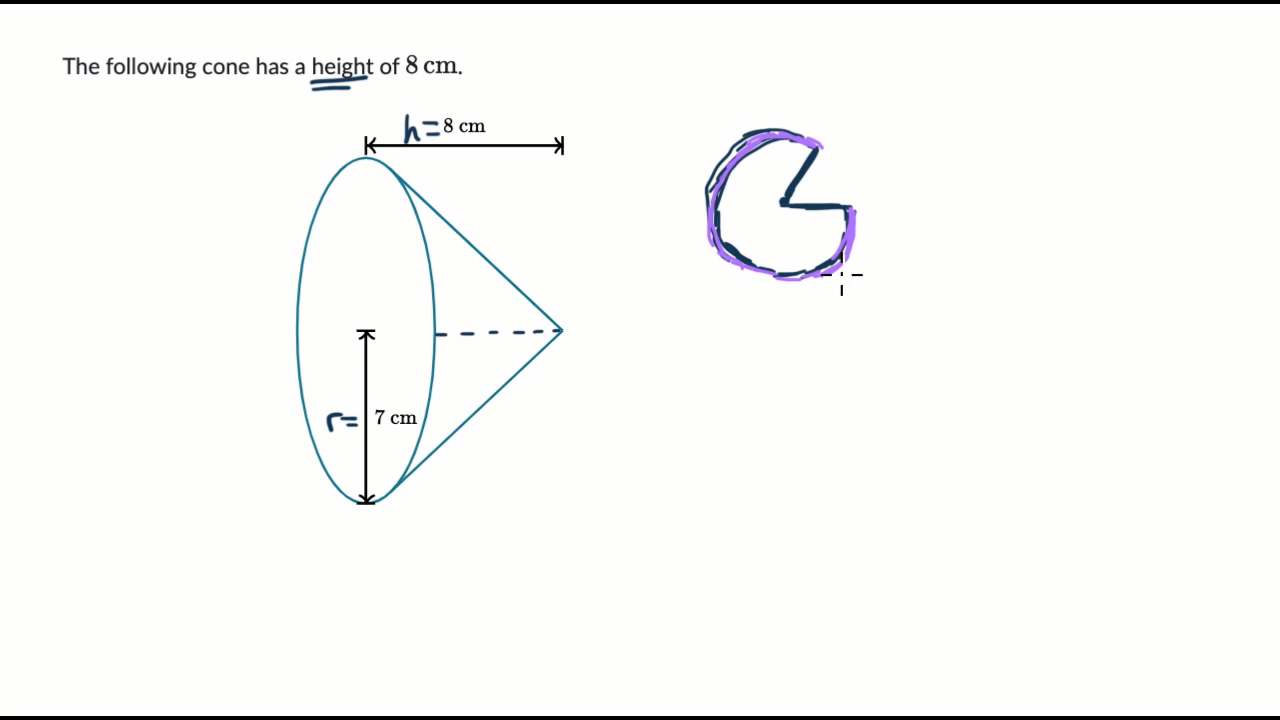 The following cone has a height of 8 cm.
h= 8 cm
r= 7 cm